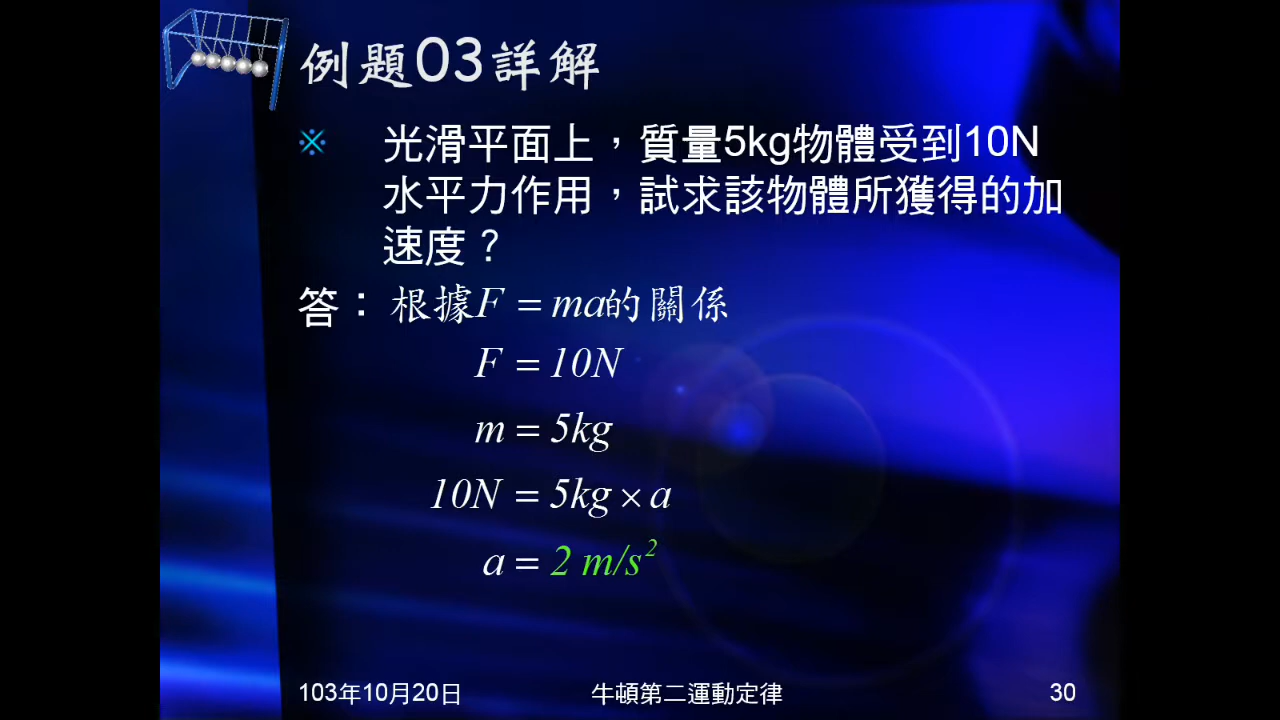 例題03詳解
※ 光滑平面上，質量5kg物體受到10N
水平力作用，試求該物體所獲得的加
速度？
答：根據F = ma的關係
F = 10N
m = 5kg
10N = 5kg × a
a = 2 m/s²
103年10月20日 牛頓第二運動定律 30